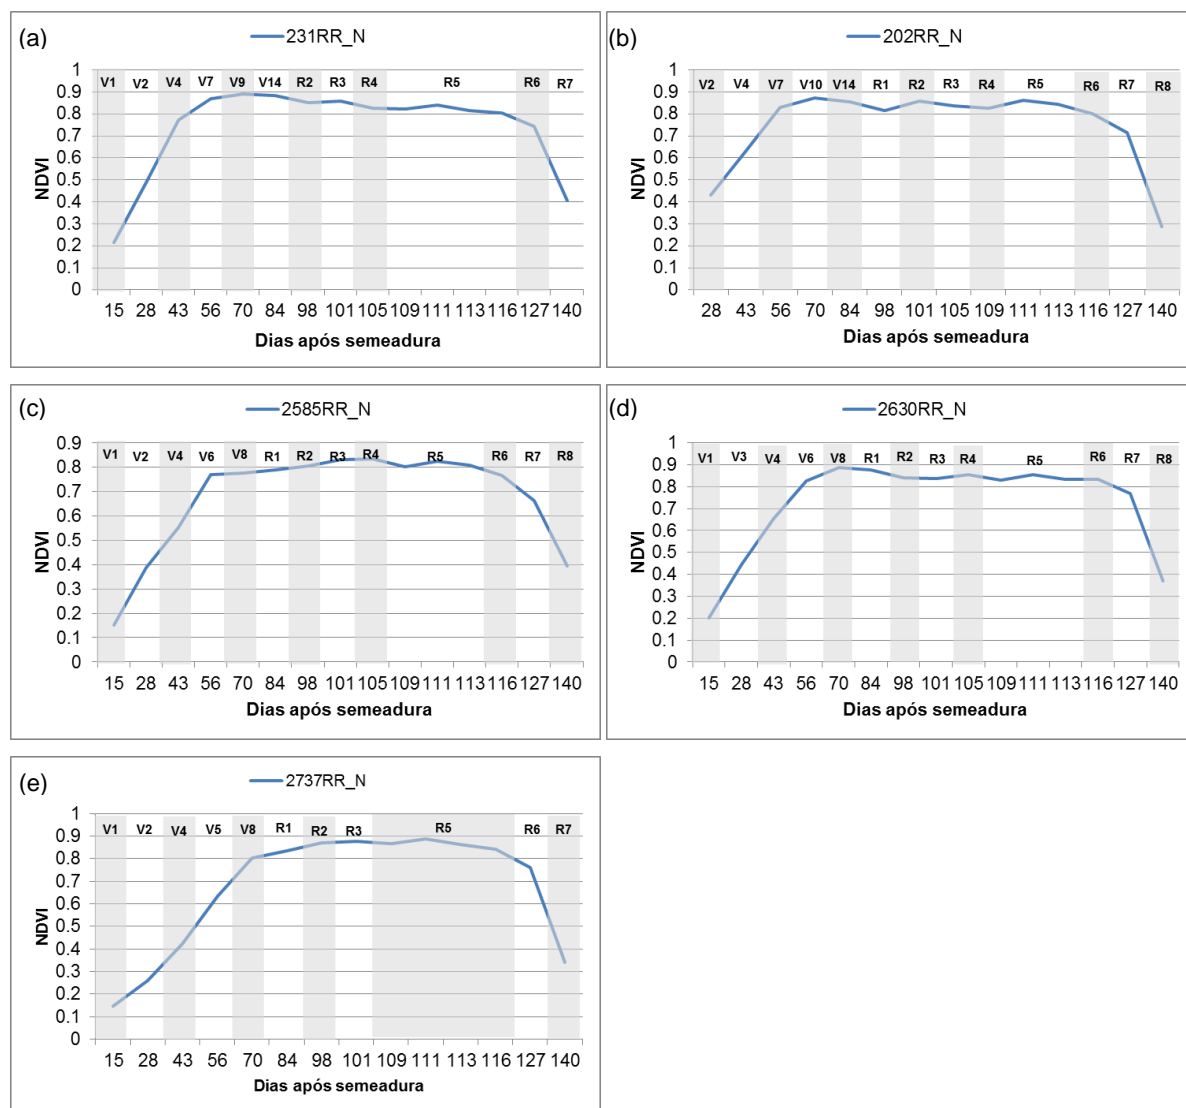 (a)
231RR_N
V1 V2 V4 V7 V9 V14 R2 R3 R4 R5 R6 R7
1
0.9
0.8
0.7
0.6
0.5
0.4
0.3
0.2
0.1
0
NDVI
15 28 43 56 70 84 98 101 105 109 111 113 116 127 140
Dias após semeadura
(b)
202RR_N
V2 V4 V7 V10 V14 R1 R2 R3 R4 R5 R6 R7 R8
1
0.9
0.8
0.7
0.6
0.5
0.4
0.3
0.2
0.1
0
NDVI
28 43 56 70 84 98 101 105 109 111 113 116 127 140
Dias após semeadura
(c)
2585RR_N
V1 V2 V4 V6 V8 R1 R2 R3 R4 R5 R6 R7 R8
0.9
0.8
0.7
0.6
0.5
0.4
0.3
0.2
0.1
0
NDVI
15 28 43 56 70 84 98 101 105 109 111 113 116 127 140
Dias após semeadura
(d)
2630RR_N
V1 V3 V4 V6 V8 R1 R2 R3 R4 R5 R6 R7 R8
1
0.9
0.8
0.7
0.6
0.5
0.4
0.3
0.2
0.1
0
NDVI
15 28 43 56 70 84 98 101 105 109 111 113 116 127 140
Dias após semeadura
(e)
2737RR_N
V1 V2 V4 V5 V8 R1 R2 R3 R5 R6 R7
1
0.9
0.8
0.7
0.6
0.5
0.4
0.3
0.2
0.1
0
NDVI
15 28 43 56 70 84 98 101 109 111 113 116 127 140
Dias após semeadura